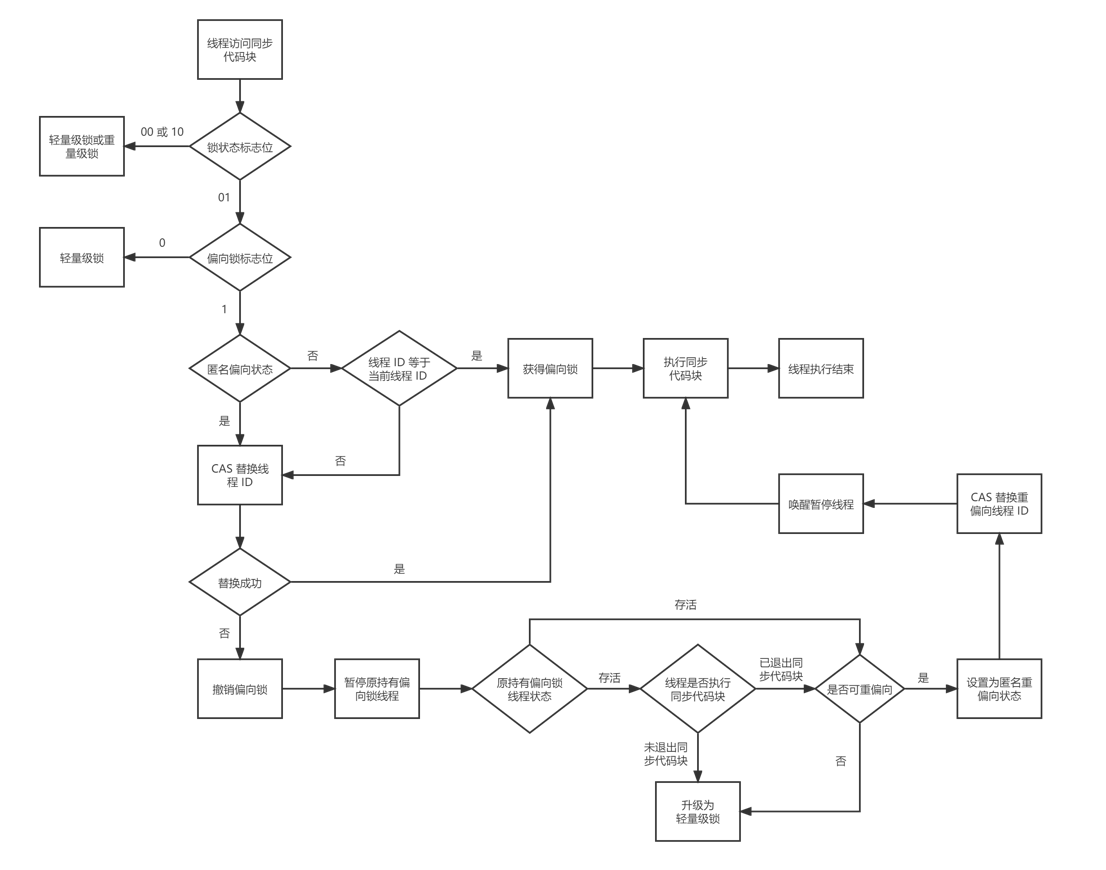 线程访问同步
代码块
轻量级锁或重
量级锁
00 或 10
锁状态标志位
01
轻量级锁
0
偏向锁标志位
1
匿名偏向状态
否
线程 ID 等于
当前线程 ID
是
获得偏向锁
执行同步
代码块
线程执行结束
是
否
CAS 替换线
程 ID
唤醒暂停线程
CAS 替换重
偏向线程 ID
替换成功
是
否
存活
撤销偏向锁
暂停原持有偏
向锁线程
原持有偏向锁
线程状态
存活
线程是否执行
同步代码块
已退出同
步代码块
是否可重偏向
是
设置为匿名重
偏向状态
未退出同
步代码块
否
升级为
轻量级锁